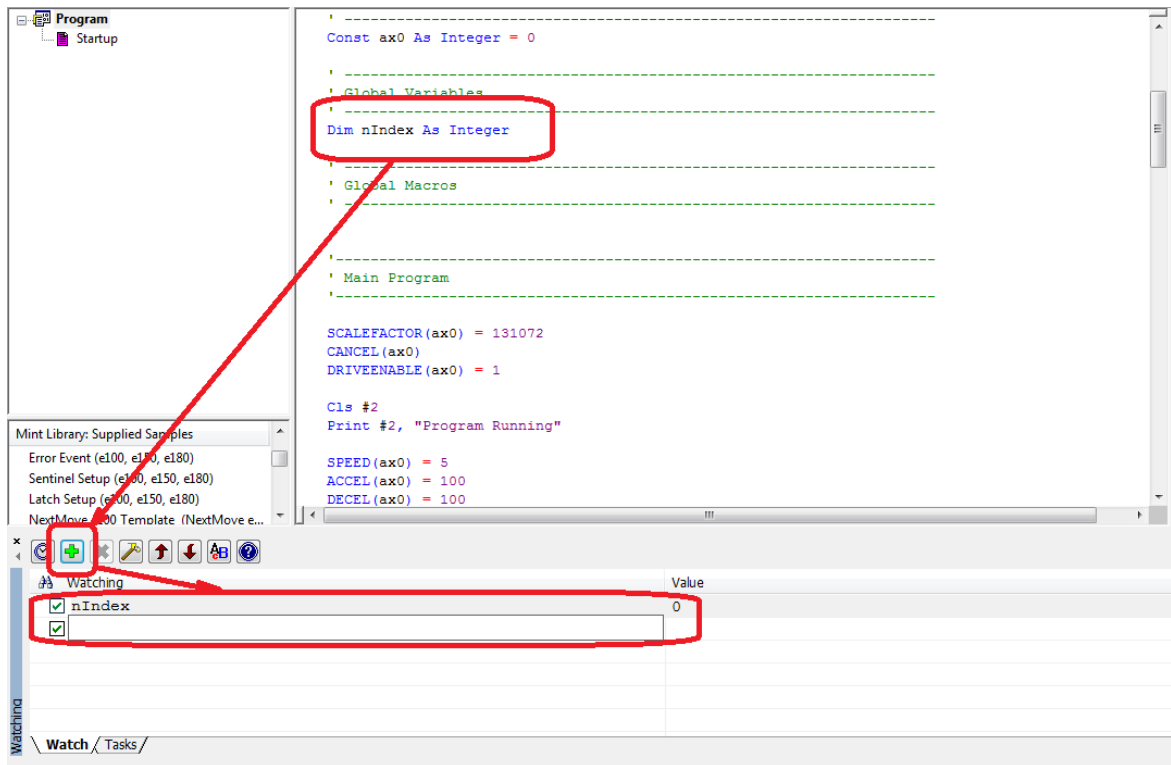 Program
Startup
' --------------------------------------------------------------------
Const ax0 As Integer = 0
' --------------------------------------------------------------------
' Global Variables
' --------------------------------------------------------------------
Dim nIndex As Integer
' --------------------------------------------------------------------
' Global Macros
' --------------------------------------------------------------------
'---------------------------------------------------------------------
' Main Program
'---------------------------------------------------------------------
SCALEFACTOR(ax0) = 131072
CANCEL(ax0)
DRIVEENABLE(ax0) = 1
Cls #2
Print #2, "Program Running"
SPEED(ax0) = 5
ACCEL(ax0) = 100
DECEL(ax0) = 100
Mint Library: Supplied Samples
Error Event (e100, e150, e180)
Sentinel Setup (e100, e150, e180)
Latch Setup (e100, e150, e180)
NextMove e100 Template (NextMove e...
Watching Value
nIndex 0
Watching
Watch Tasks